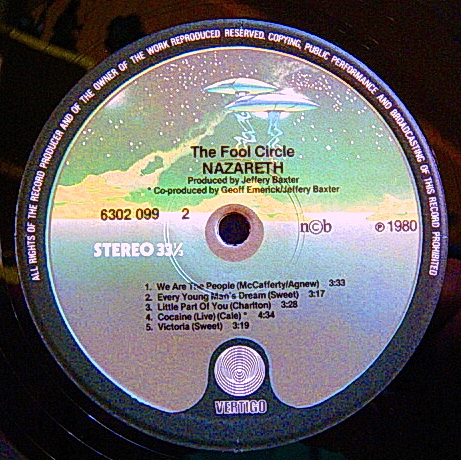 ALL RIGHTS OF THE RECORD PRODUCER AND OF THE OWNER OF THE WORK REPRODUCED RESERVED. COPYING, PUBLIC PERFORMANCE AND BROADCASTING OF THIS RECORD PROHIBITED
The Fool Circle
NAZARETH
Produced by Jeffery Baxter
* Co-produced by Geoff Emerick/Jeffery Baxter
6302 099 2
n©b ℗ 1980
STEREO 33⅓
1. We Are The People (McCafferty/Agnew) 3:33
2. Every Young Man's Dream (Sweet) 3:17
3. Little Part Of You (Charlton) 3:28
4. Cocaine (Live) (Cale) * 4:34
5. Victoria (Sweet) 3:19
VERTIGO